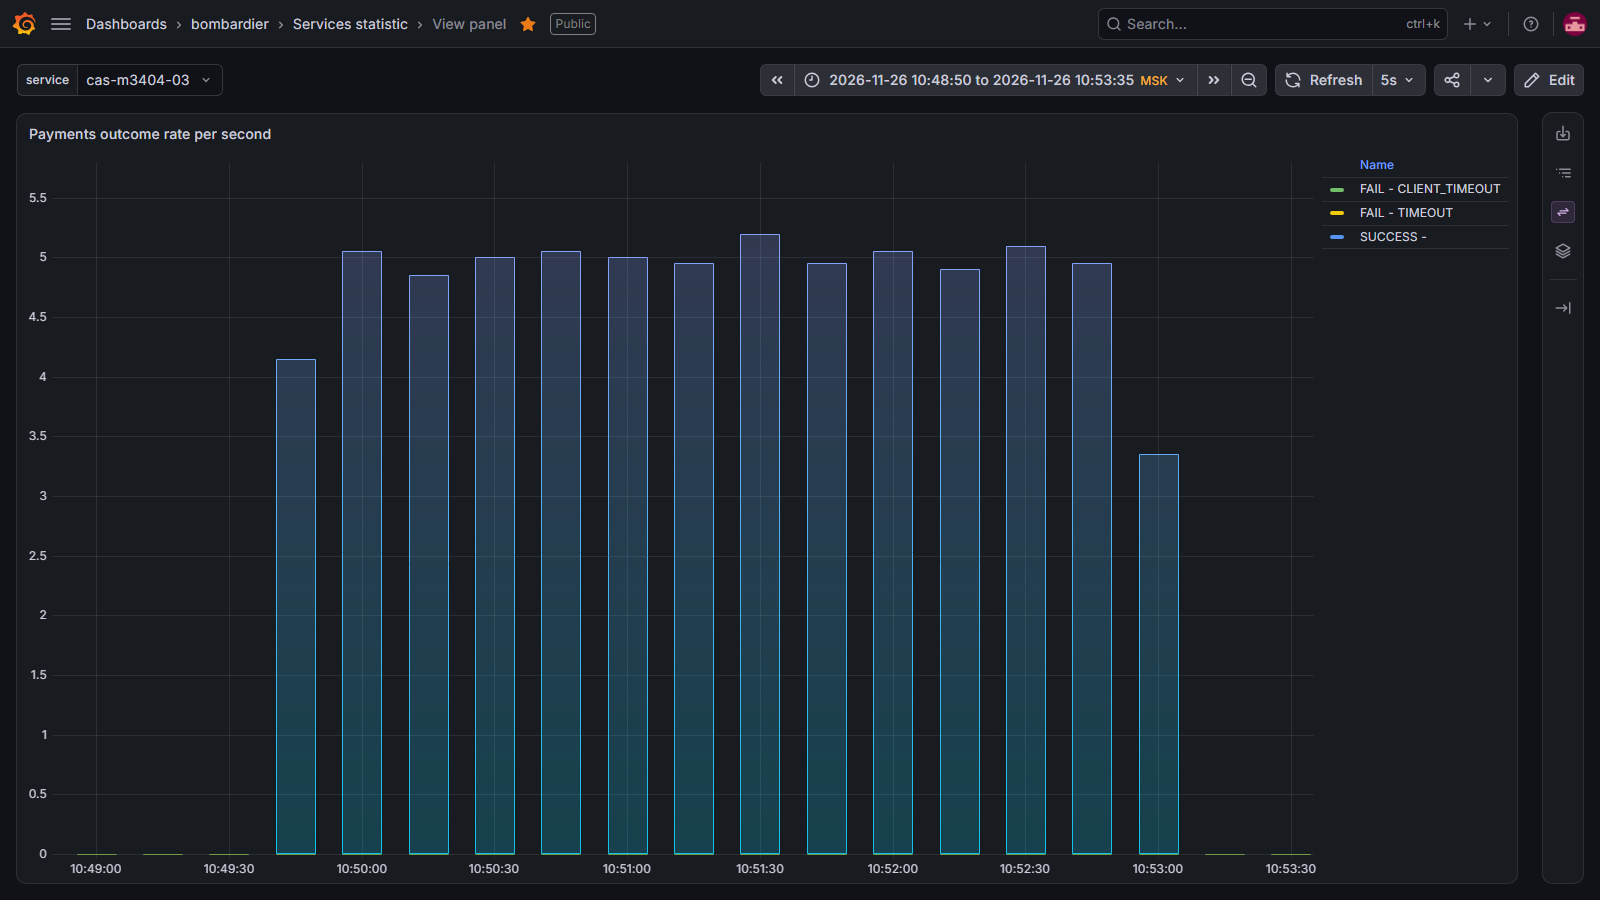 Dashboards › bombardier › Services statistic › View panel Public Search... ctrl+k
service cas-m3404-03 2026-11-26 10:48:50 to 2026-11-26 10:53:35 MSK Refresh 5s Edit
Payments outcome rate per second
Name
FAIL - CLIENT_TIMEOUT
FAIL - TIMEOUT
SUCCESS -
5.5
5
4.5
4
3.5
3
2.5
2
1.5
1
0.5
0
10:49:00 10:49:30 10:50:00 10:50:30 10:51:00 10:51:30 10:52:00 10:52:30 10:53:00 10:53:30